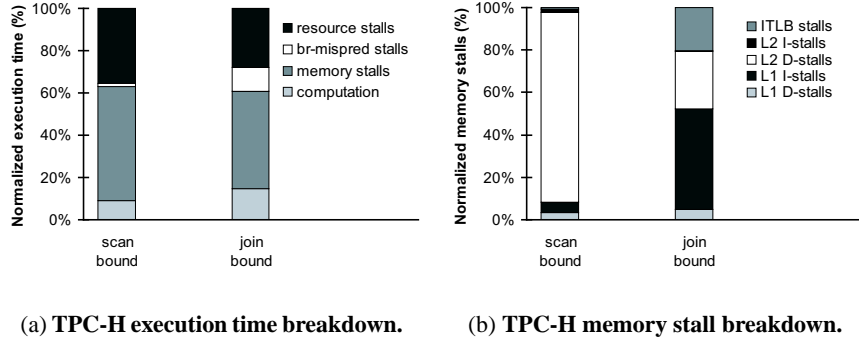 Normalized execution time (%)
100%
80%
60%
40%
20%
0%
scan
bound
join
bound
resource stalls
br-mispred stalls
memory stalls
computation
(a) TPC-H execution time breakdown.
Normalized memory stalls (%)
100%
80%
60%
40%
20%
0%
scan
bound
join
bound
ITLB stalls
L2 I-stalls
L2 D-stalls
L1 I-stalls
L1 D-stalls
(b) TPC-H memory stall breakdown.